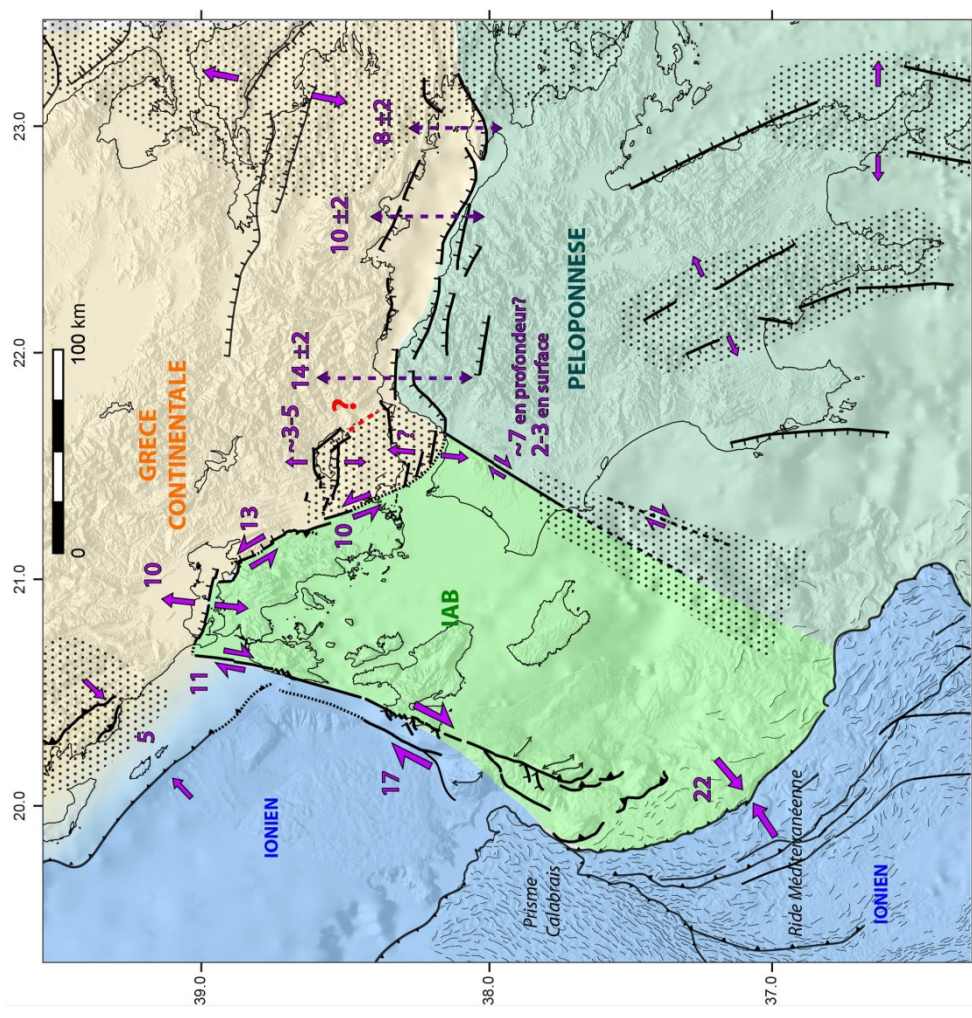 23.0
22.0
21.0
20.0
39.0
38.0
37.0
0
100 km
GRECE
CONTINENTALE
PELOPONNESE
IAB
IONIEN
IONIEN
Prisme
Calabrais
Ride Méditerranéenne
8 ±2
10 ±2
14 ±2
~3-5
?
?
13
10
10
11
5
17
22
~7 en profondeur?
2-3 en surface